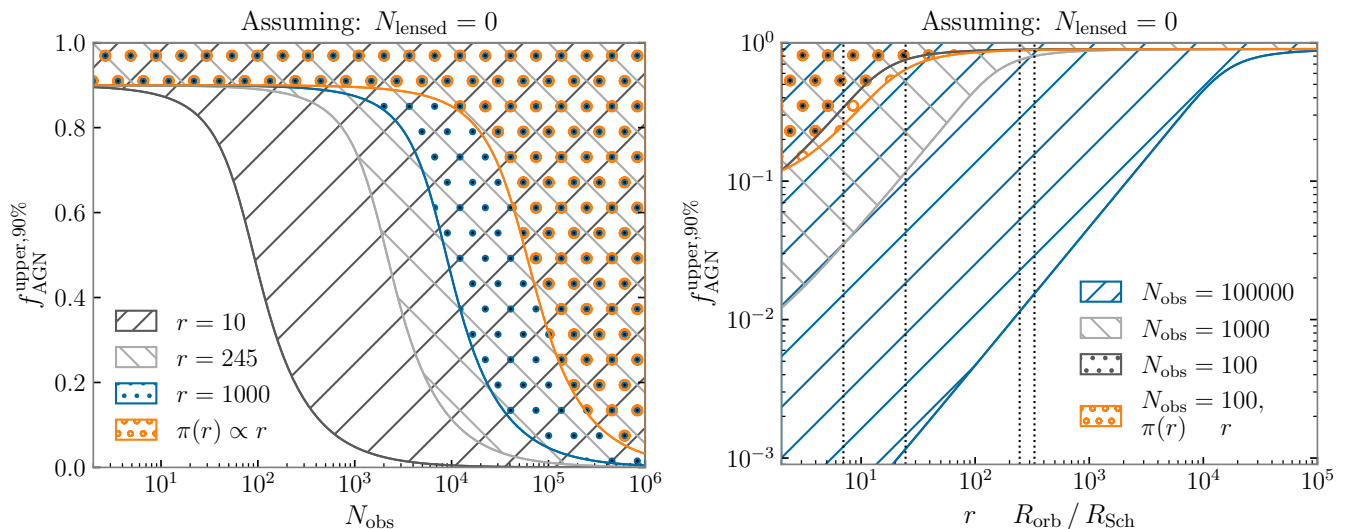 Assuming: N_lensed = 0
f_AGN^upper,90%
1.0
0.8
0.6
0.4
0.2
0.0
r = 10
r = 245
r = 1000
π(r) ∝ r
10^1
10^2
10^3
10^4
10^5
10^6
N_obs
Assuming: N_lensed = 0
f_AGN^upper,90%
10^0
10^-1
10^-2
10^-3
N_obs = 100000
N_obs = 1000
N_obs = 100
N_obs = 100,
π(r) r
10^1
10^2
10^3
10^4
10^5
r R_orb / R_Sch